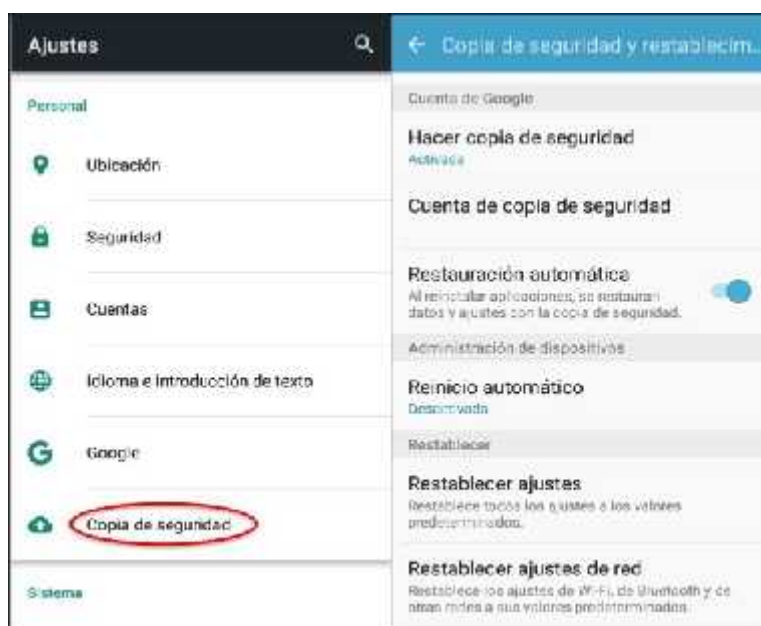 Ajustes
Personal
Ubicación
Seguridad
Cuentas
Idioma e introducción de texto
Google
Copia de seguridad
Sistema
Copia de seguridad y restablecim...
Cuenta de Google
Hacer copia de seguridad
Activada
Cuenta de copia de seguridad
Restauración automática
Al reinstalar aplicaciones, se restauran
datos y ajustes con la copia de seguridad.
Administración de dispositivos
Reinicio automático
Desactivado
Restablecer
Restablecer ajustes
Restablece todos los ajustes a los valores
predeterminados.
Restablecer ajustes de red
Restablece los ajustes de Wi-Fi, de Bluetooth y de
otras redes a sus valores predeterminados.